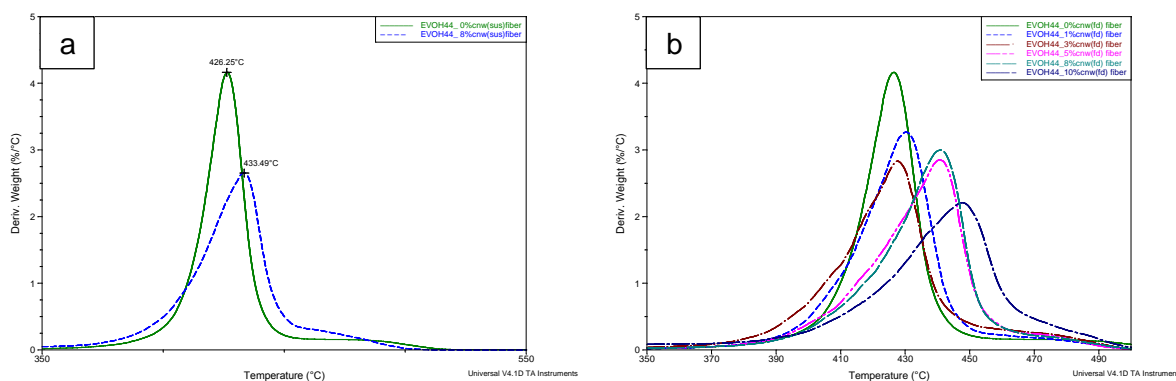 a
EVOH44_ 0%cnw(sus)fiber
EVOH44_ 8%cnw(sus)fiber
426.25°C
433.49°C
5
4
3
2
1
0
Deriv. Weight (%/°C)
350
550
Temperature (°C)
Universal V4.1D TA Instruments
b
EVOH44_0%cnw(fd) fiber
EVOH44_1%cnw(fd) fiber
EVOH44_3%cnw(fd) fiber
EVOH44_5%cnw(fd) fiber
EVOH44_8%cnw(fd) fiber
EVOH44_10%cnw(fd) fiber
5
4
3
2
1
0
Deriv. Weight (%/°C)
350
370
390
410
430
450
470
490
Temperature (°C)
Universal V4.1D TA Instruments